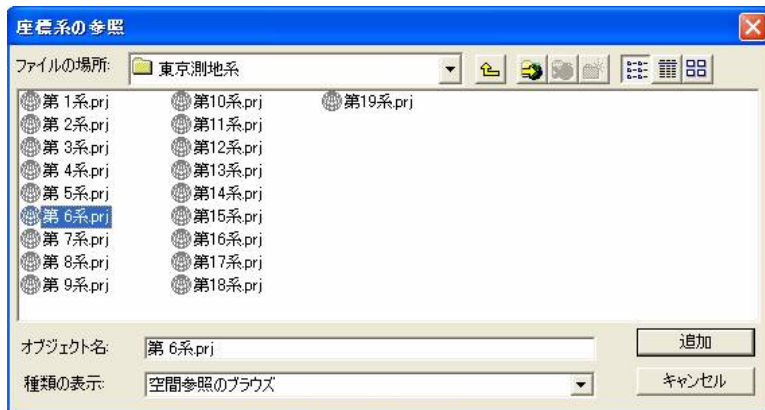 座標系の参照
ファイルの場所: 東京測地系
第 1系.prj
第 2系.prj
第 3系.prj
第 4系.prj
第 5系.prj
第 6系.prj
第 7系.prj
第 8系.prj
第 9系.prj
第10系.prj
第11系.prj
第12系.prj
第13系.prj
第14系.prj
第15系.prj
第16系.prj
第17系.prj
第18系.prj
第19系.prj
オブジェクト名: 第 6系.prj
追加
種類の表示: 空間参照のブラウズ
キャンセル